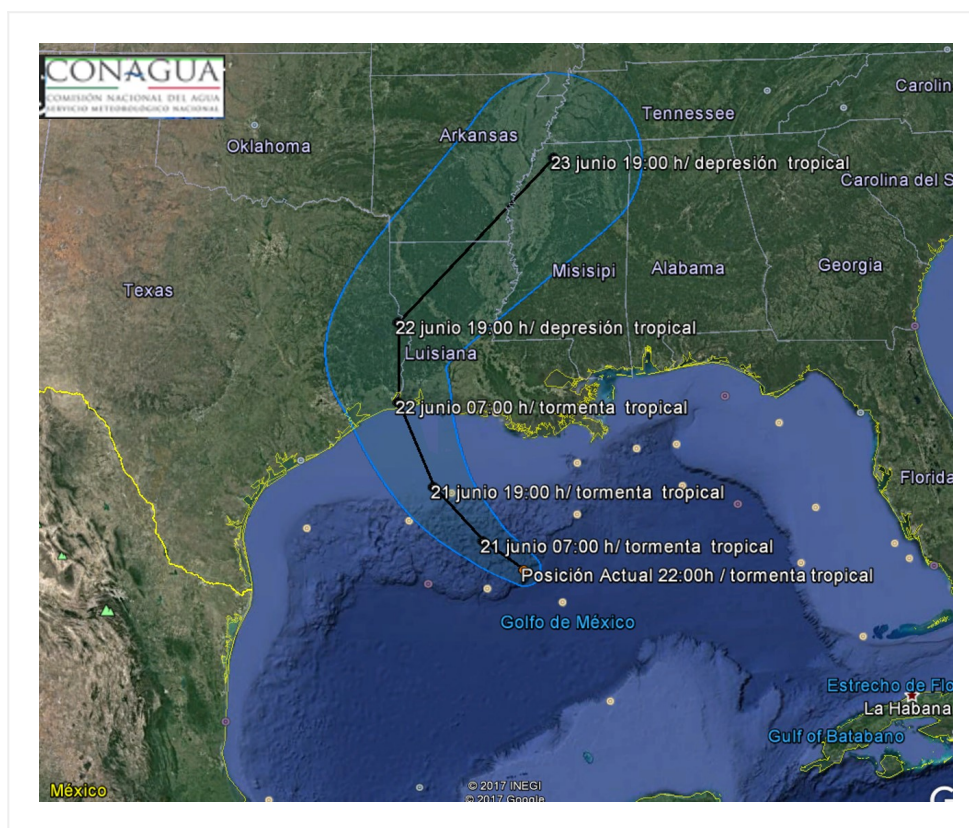 CONAGUA
COMISIÓN NACIONAL DEL AGUA
SERVICIO METEOROLÓGICO NACIONAL
Carolin
Tennessee
Arkansas
Oklahoma
23 junio 19:00 h/ depresión tropical
Carolina del S
Misisipi
Alabama
Georgia
Texas
22 junio 19:00 h/ depresión tropical
Luisiana
22 junio 07:00 h/ tormenta tropical
Florida
21 junio 19:00 h/ tormenta tropical
21 junio 07:00 h/ tormenta tropical
Posición Actual 22:00h / tormenta tropical
Golfo de México
Estrecho de Flo
La Habana
Gulf of Batabano
México
© 2017 INEGI
© 2017 Google
G